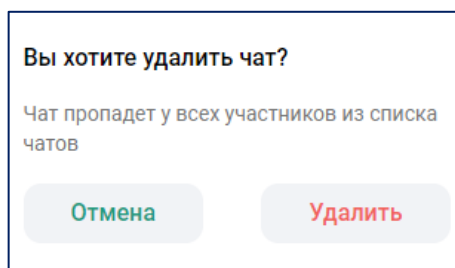 Вы хотите удалить чат?
Чат пропадет у всех участников из списка
чатов
Отмена
Удалить